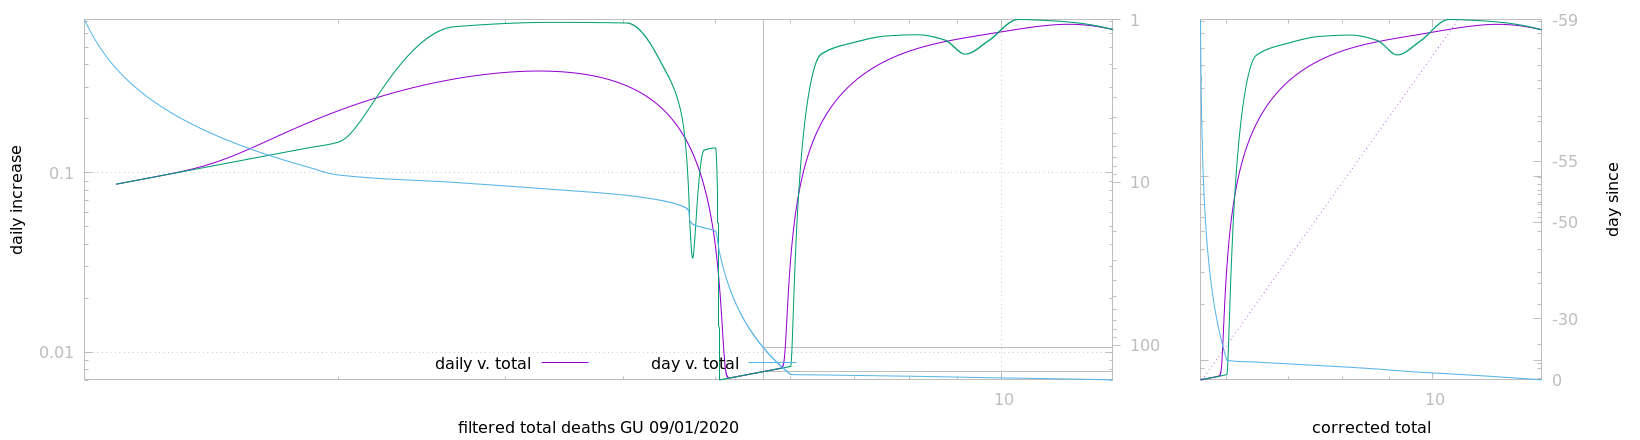 daily increase
0.1
0.01
daily v. total
day v. total
1
10
100
10
filtered total deaths GU 09/01/2020
-59
-55
-50
-30
0
day since
10
corrected total